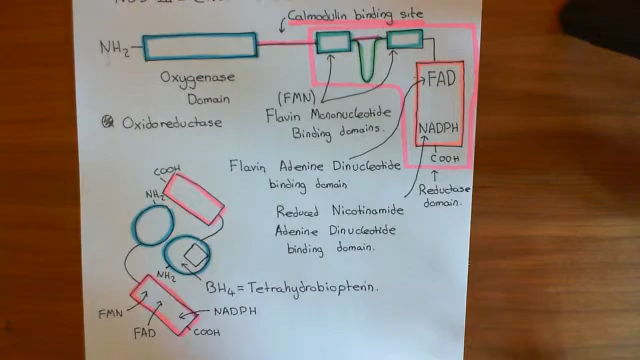 Calmodulin binding site
NH2
Oxygenase
Domain
(FMN)
Flavin Mononucleotide
Binding domains.
FAD
NADPH
COOH
Reductase
domain.
Oxidoreductase
Flavin Adenine Dinucleotide
binding domain
Reduced Nicotinamide
Adenine Dinucleotide
binding domain.
COOH
NH2
NH2
BH4 = Tetrahydrobiopterin.
FMN
FAD
NADPH
COOH